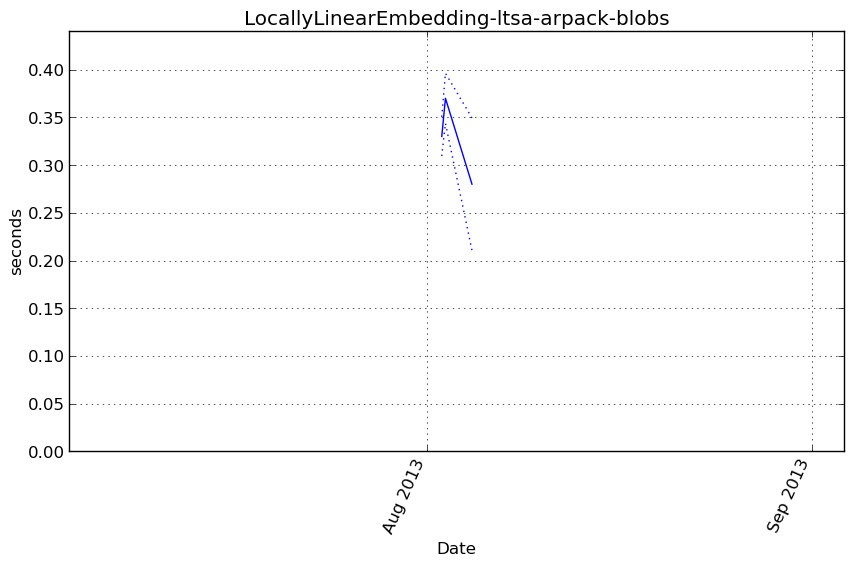 LocallyLinearEmbedding-ltsa-arpack-blobs
0.40
0.35
0.30
0.25
0.20
0.15
0.10
0.05
0.00
seconds
Aug 2013
Sep 2013
Date